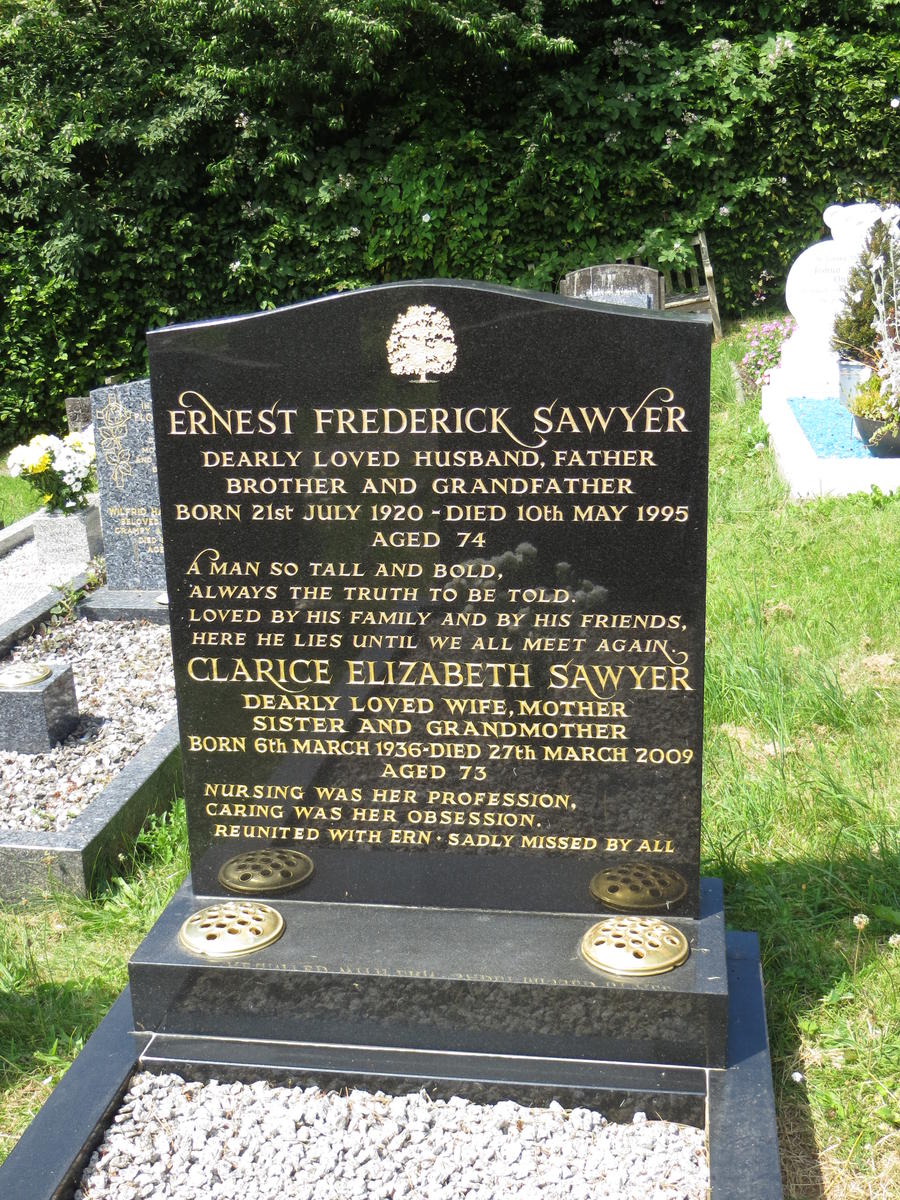 ERNEST FREDERICK SAWYER
DEARLY LOVED HUSBAND, FATHER
BROTHER AND GRANDFATHER
BORN 21st JULY 1920 - DIED 10th MAY 1995
AGED 74
A MAN SO TALL AND BOLD,
ALWAYS THE TRUTH TO BE TOLD.
LOVED BY HIS FAMILY AND BY HIS FRIENDS,
HERE HE LIES UNTIL WE ALL MEET AGAIN.
CLARICE ELIZABETH SAWYER
DEARLY LOVED WIFE, MOTHER
SISTER AND GRANDMOTHER
BORN 6th MARCH 1936-DIED 27th MARCH 2009
AGED 73
NURSING WAS HER PROFESSION,
CARING WAS HER OBSESSION.
REUNITED WITH ERN · SADLY MISSED BY ALL
WILFRID
BELOVED